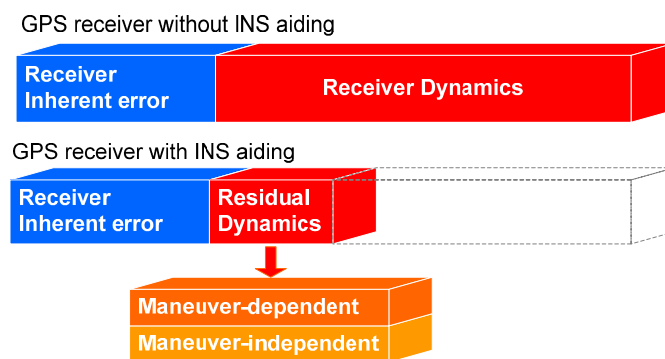 GPS receiver without INS aiding
Receiver
Inherent error
Receiver Dynamics
GPS receiver with INS aiding
Receiver
Inherent error
Residual
Dynamics
Maneuver-dependent
Maneuver-independent